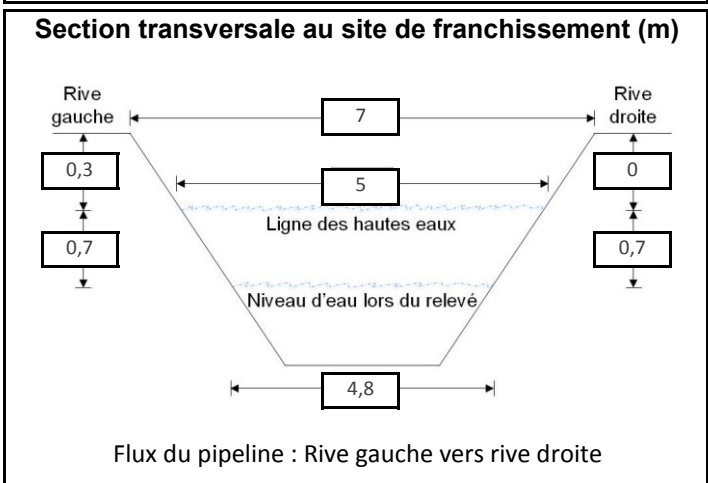 Section transversale au site de franchissement (m)
Rive
gauche
7
Rive
droite
0,3
5
0
Ligne des hautes eaux
0,7
0,7
Niveau d'eau lors du relevé
4,8
Flux du pipeline : Rive gauche vers rive droite